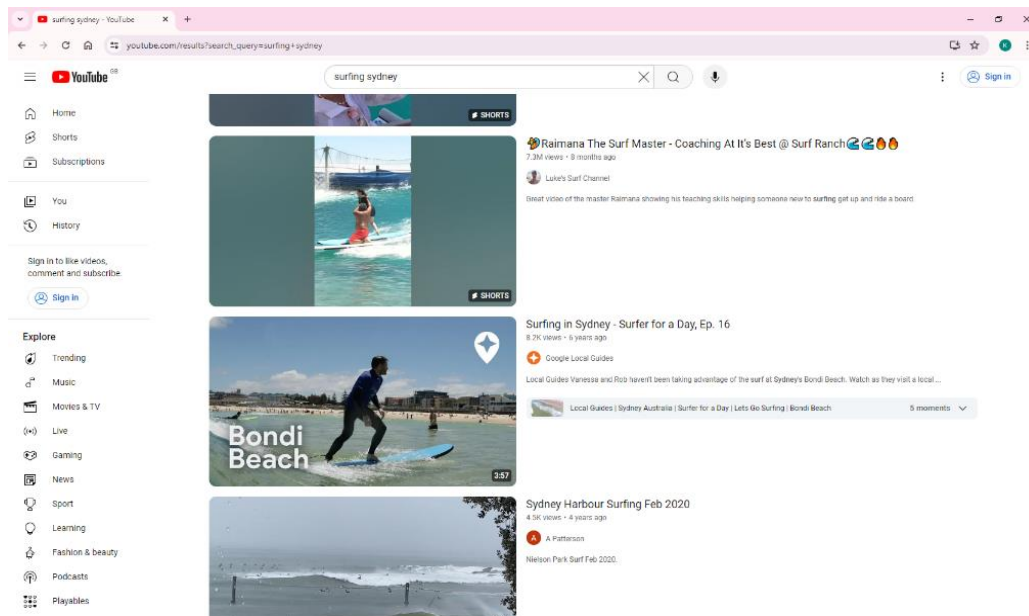 surfing sydney - YouTube
youtube.com/results?search_query=surfing+sydney
K
YouTube GB
surfing sydney
Sign in
Home
Shorts
Subscriptions
You
History
Sign in to like videos,
comment and subscribe.
Sign in
Explore
Trending
Music
Movies & TV
Live
Gaming
News
Sport
Learning
Fashion & beauty
Podcasts
Playables
SHORTS
SHORTS
Raimana The Surf Master - Coaching At It's Best @ Surf Ranch
7.3M views • 8 months ago
Luke's Surf Channel
Great video of the master Raimana showing his teaching skills helping someone new to surfing get up and ride a board
Bondi
Beach
3:57
Surfing in Sydney - Surfer for a Day, Ep. 16
8.2K views • 6 years ago
Google Local Guides
Local Guides Vanessa and Rob haven't been taking advantage of the surf at Sydney's Bondi Beach. Watch as they visit a local ...
Local Guides | Sydney Australia | Surfer for a Day | Lets Go Surfing | Bondi Beach
5 moments
Sydney Harbour Surfing Feb 2020
4.5K views • 4 years ago
A
A Patterson
Nielson Park Surf Feb 2020.